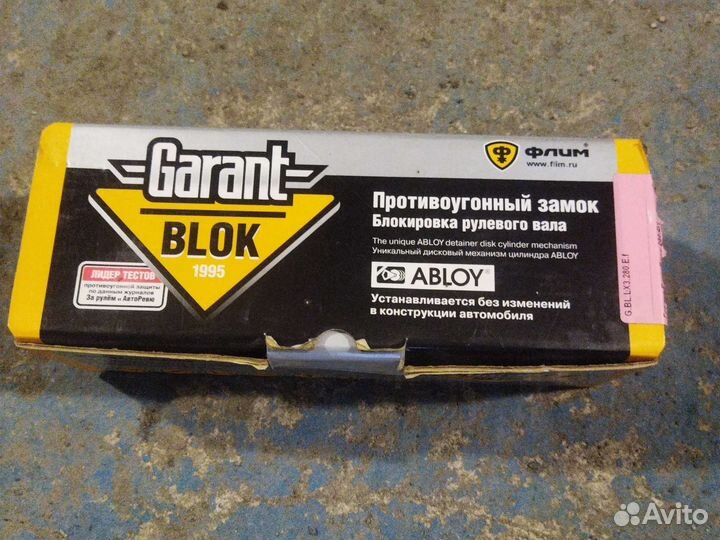 Garant
BLOK
1995
ЛИДЕР ТЕСТОВ
противоугонной защиты
по данным журналов
За рулём и АвтоРевю
ФЛИМ
www.flim.ru
Противоугонный замок
Блокировка рулевого вала
The unique ABLOY detainer disk cylinder mechanism
Уникальный дисковый механизм цилиндра ABLOY
ABLOY®
Устанавливается без изменений
в конструкции автомобиля
G.BL.LX3.280.E.f
Avito